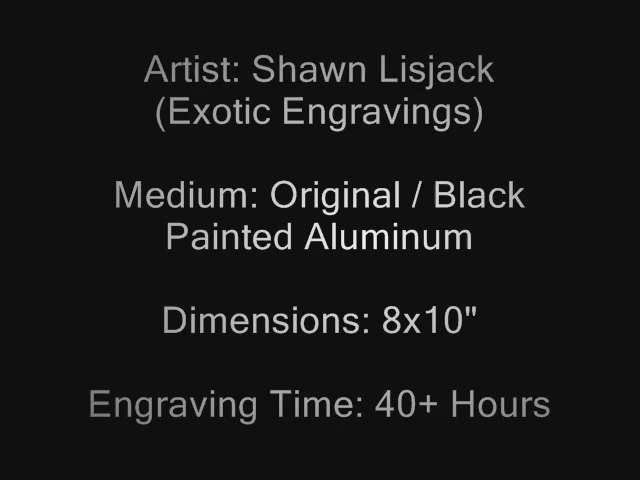 Artist: Shawn Lisjack
(Exotic Engravings)
Medium: Original / Black
Painted Aluminum
Dimensions: 8x10"
Engraving Time: 40+ Hours